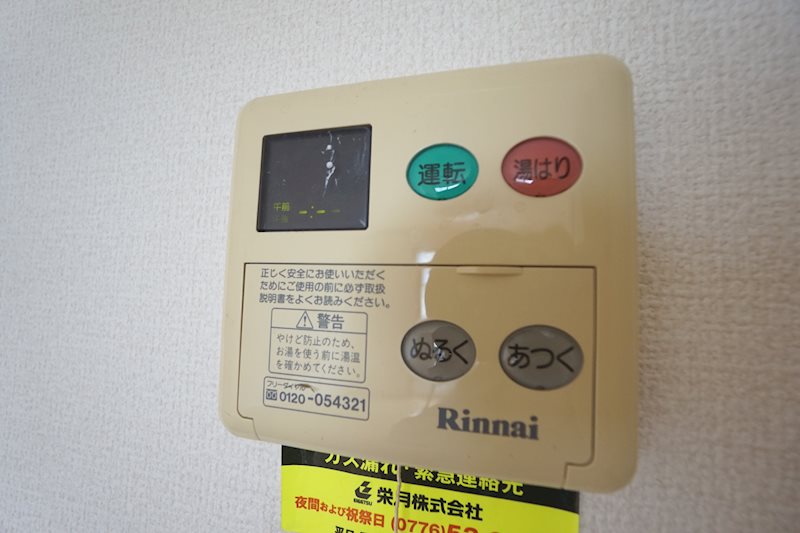 午前
運転
湯はり
正しく安全にお使いいただく
ためにご使用の前に必ず取扱
説明書をよくお読みください。
警告
やけど防止のため、
お湯を使う前に湯温
を確かめてください。
フリーダイヤル
0120-054321
ぬるく
あつく
Rinnai
ガス漏れ・緊急連絡先
栄月株式会社
夜間および祝祭日 (0776)